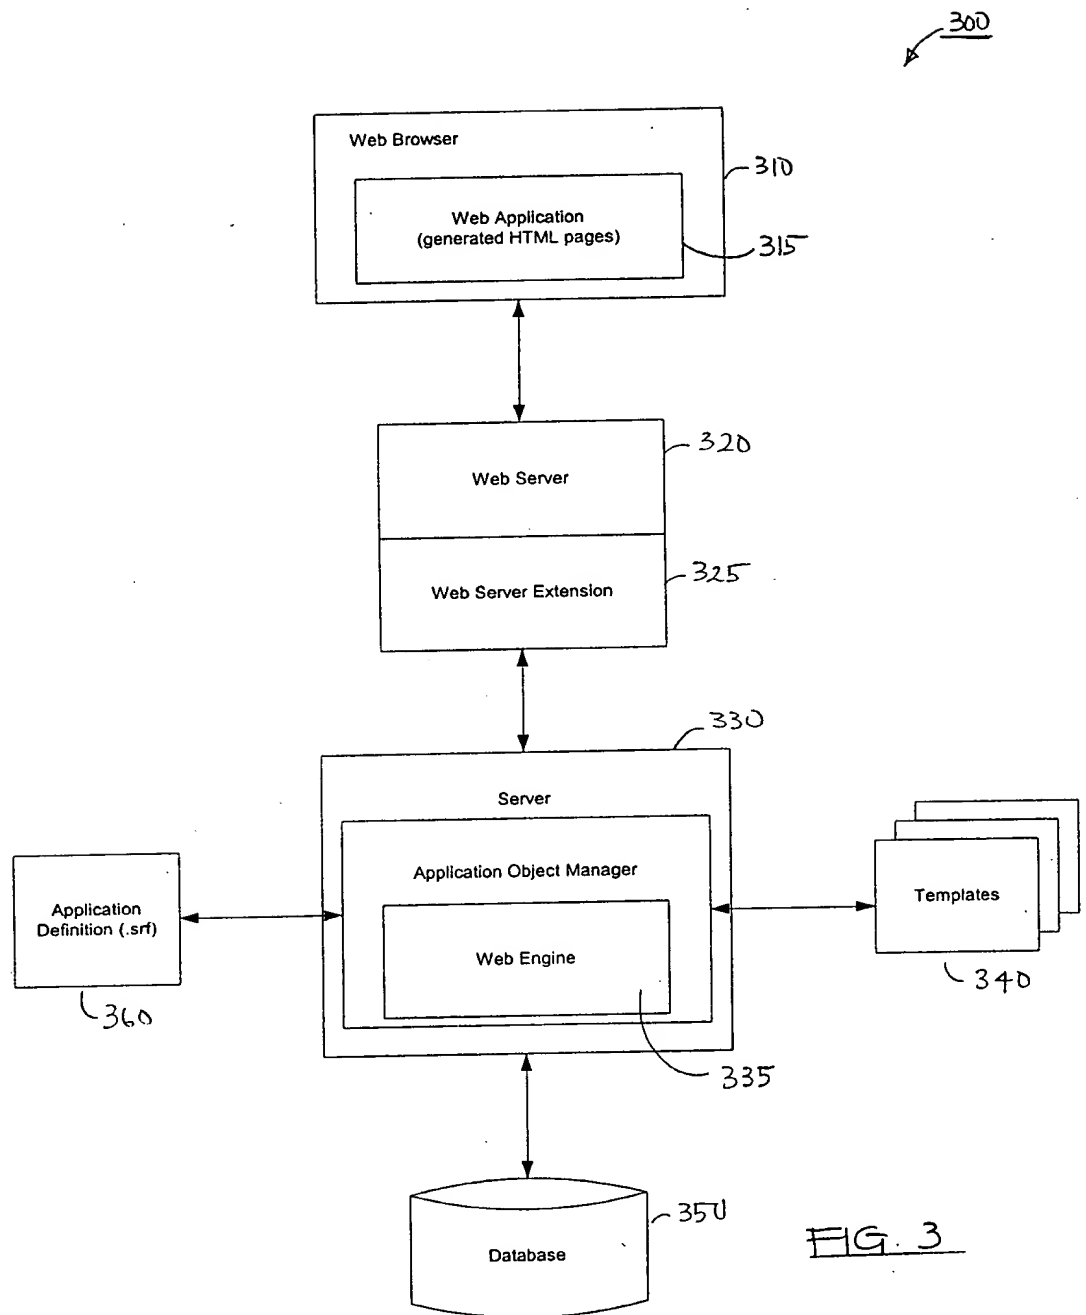 300
Web Browser
310
Web Application
(generated HTML pages)
315
320
Web Server
325
Web Server Extension
330
Server
Application Object Manager
Templates
Application
Definition (.srf)
Web Engine
340
360
335
350
Database
FIG. 3